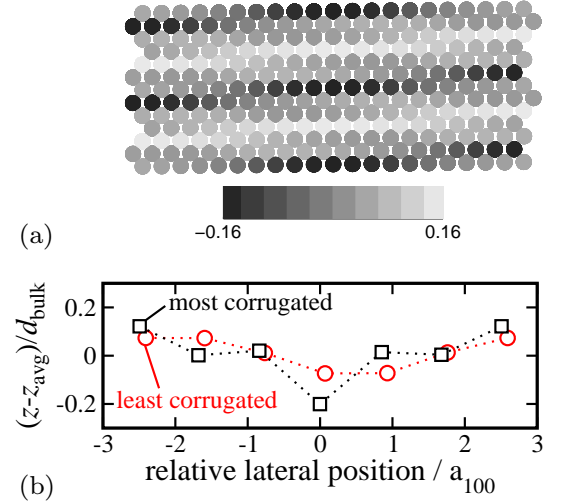 (a)
−0.16 0.16
(z-z_avg)/d_bulk
0.2
0
-0.2
most corrugated
least corrugated
-3 -2 -1 0 1 2 3
(b)
relative lateral position / a_100